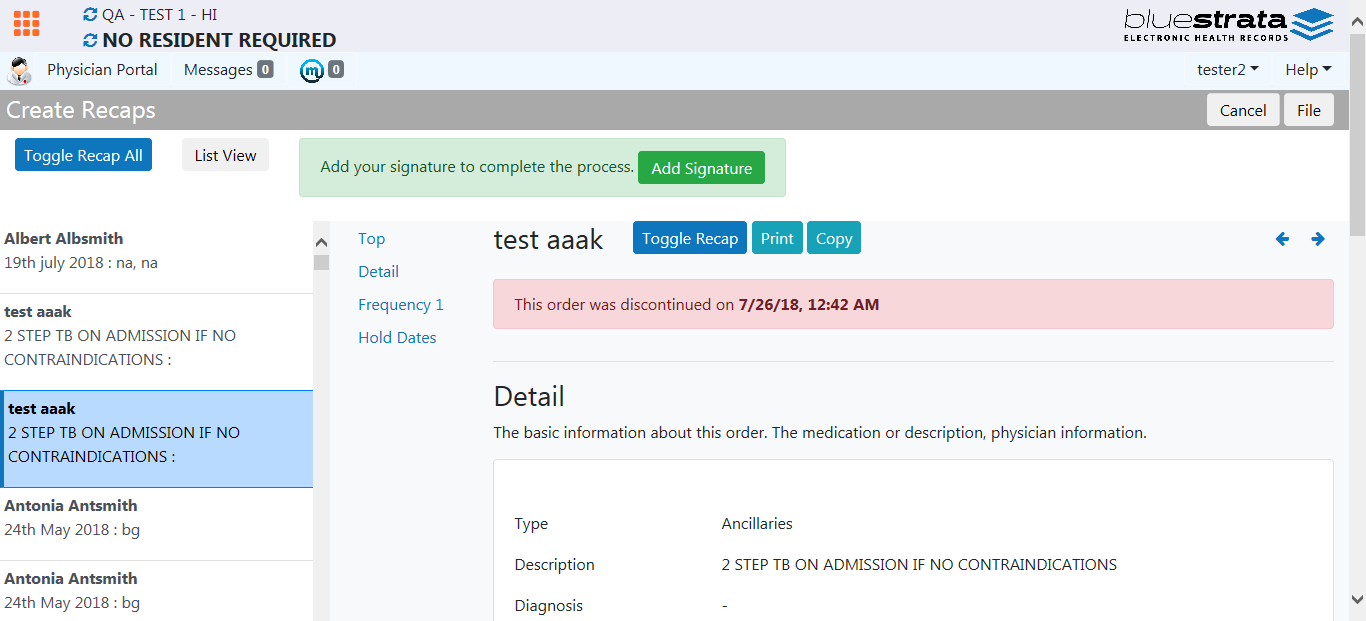 QA - TEST 1 - HI
NO RESIDENT REQUIRED
bluestrata
ELECTRONIC HEALTH RECORDS
Physician Portal
Messages 0
m 0
tester2
Help
Create Recaps
Cancel
File
Toggle Recap All
List View
Add your signature to complete the process. Add Signature
Albert Albsmith
19th july 2018 : na, na
test aaak
2 STEP TB ON ADMISSION IF NO
CONTRAINDICATIONS :
test aaak
2 STEP TB ON ADMISSION IF NO
CONTRAINDICATIONS :
Antonia Antsmith
24th May 2018 : bg
Antonia Antsmith
24th May 2018 : bg
Top
Detail
Frequency 1
Hold Dates
test aaak
Toggle Recap
Print
Copy
This order was discontinued on 7/26/18, 12:42 AM
Detail
The basic information about this order. The medication or description, physician information.
Type Ancillaries
Description 2 STEP TB ON ADMISSION IF NO CONTRAINDICATIONS
Diagnosis -